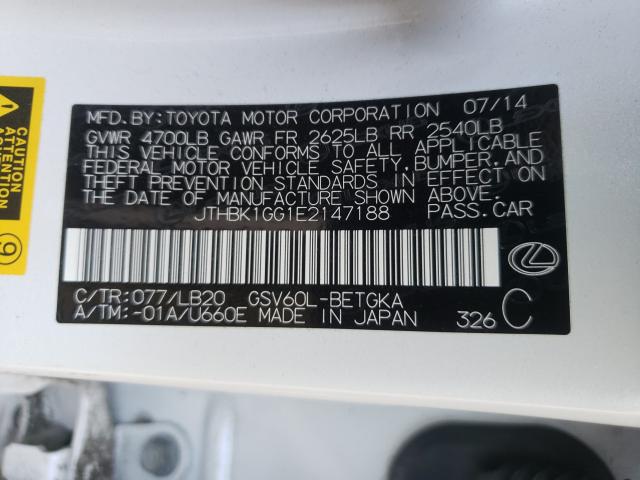 MFD. BY: TOYOTA MOTOR CORPORATION 07/14
GVWR 4700LB GAWR FR 2625LB RR 2540LB
THIS VEHICLE CONFORMS TO ALL APPLICABLE
FEDERAL MOTOR VEHICLE SAFETY, BUMPER, AND
THEFT PREVENTION STANDARDS IN EFFECT ON
THE DATE OF MANUFACTURE SHOWN ABOVE.
JTHBK1GG1E2147188 PASS. CAR
C/TR: 077/LB20 GSV60L-BETGKA
A/TM: -01A/U660E MADE IN JAPAN 326 C
9